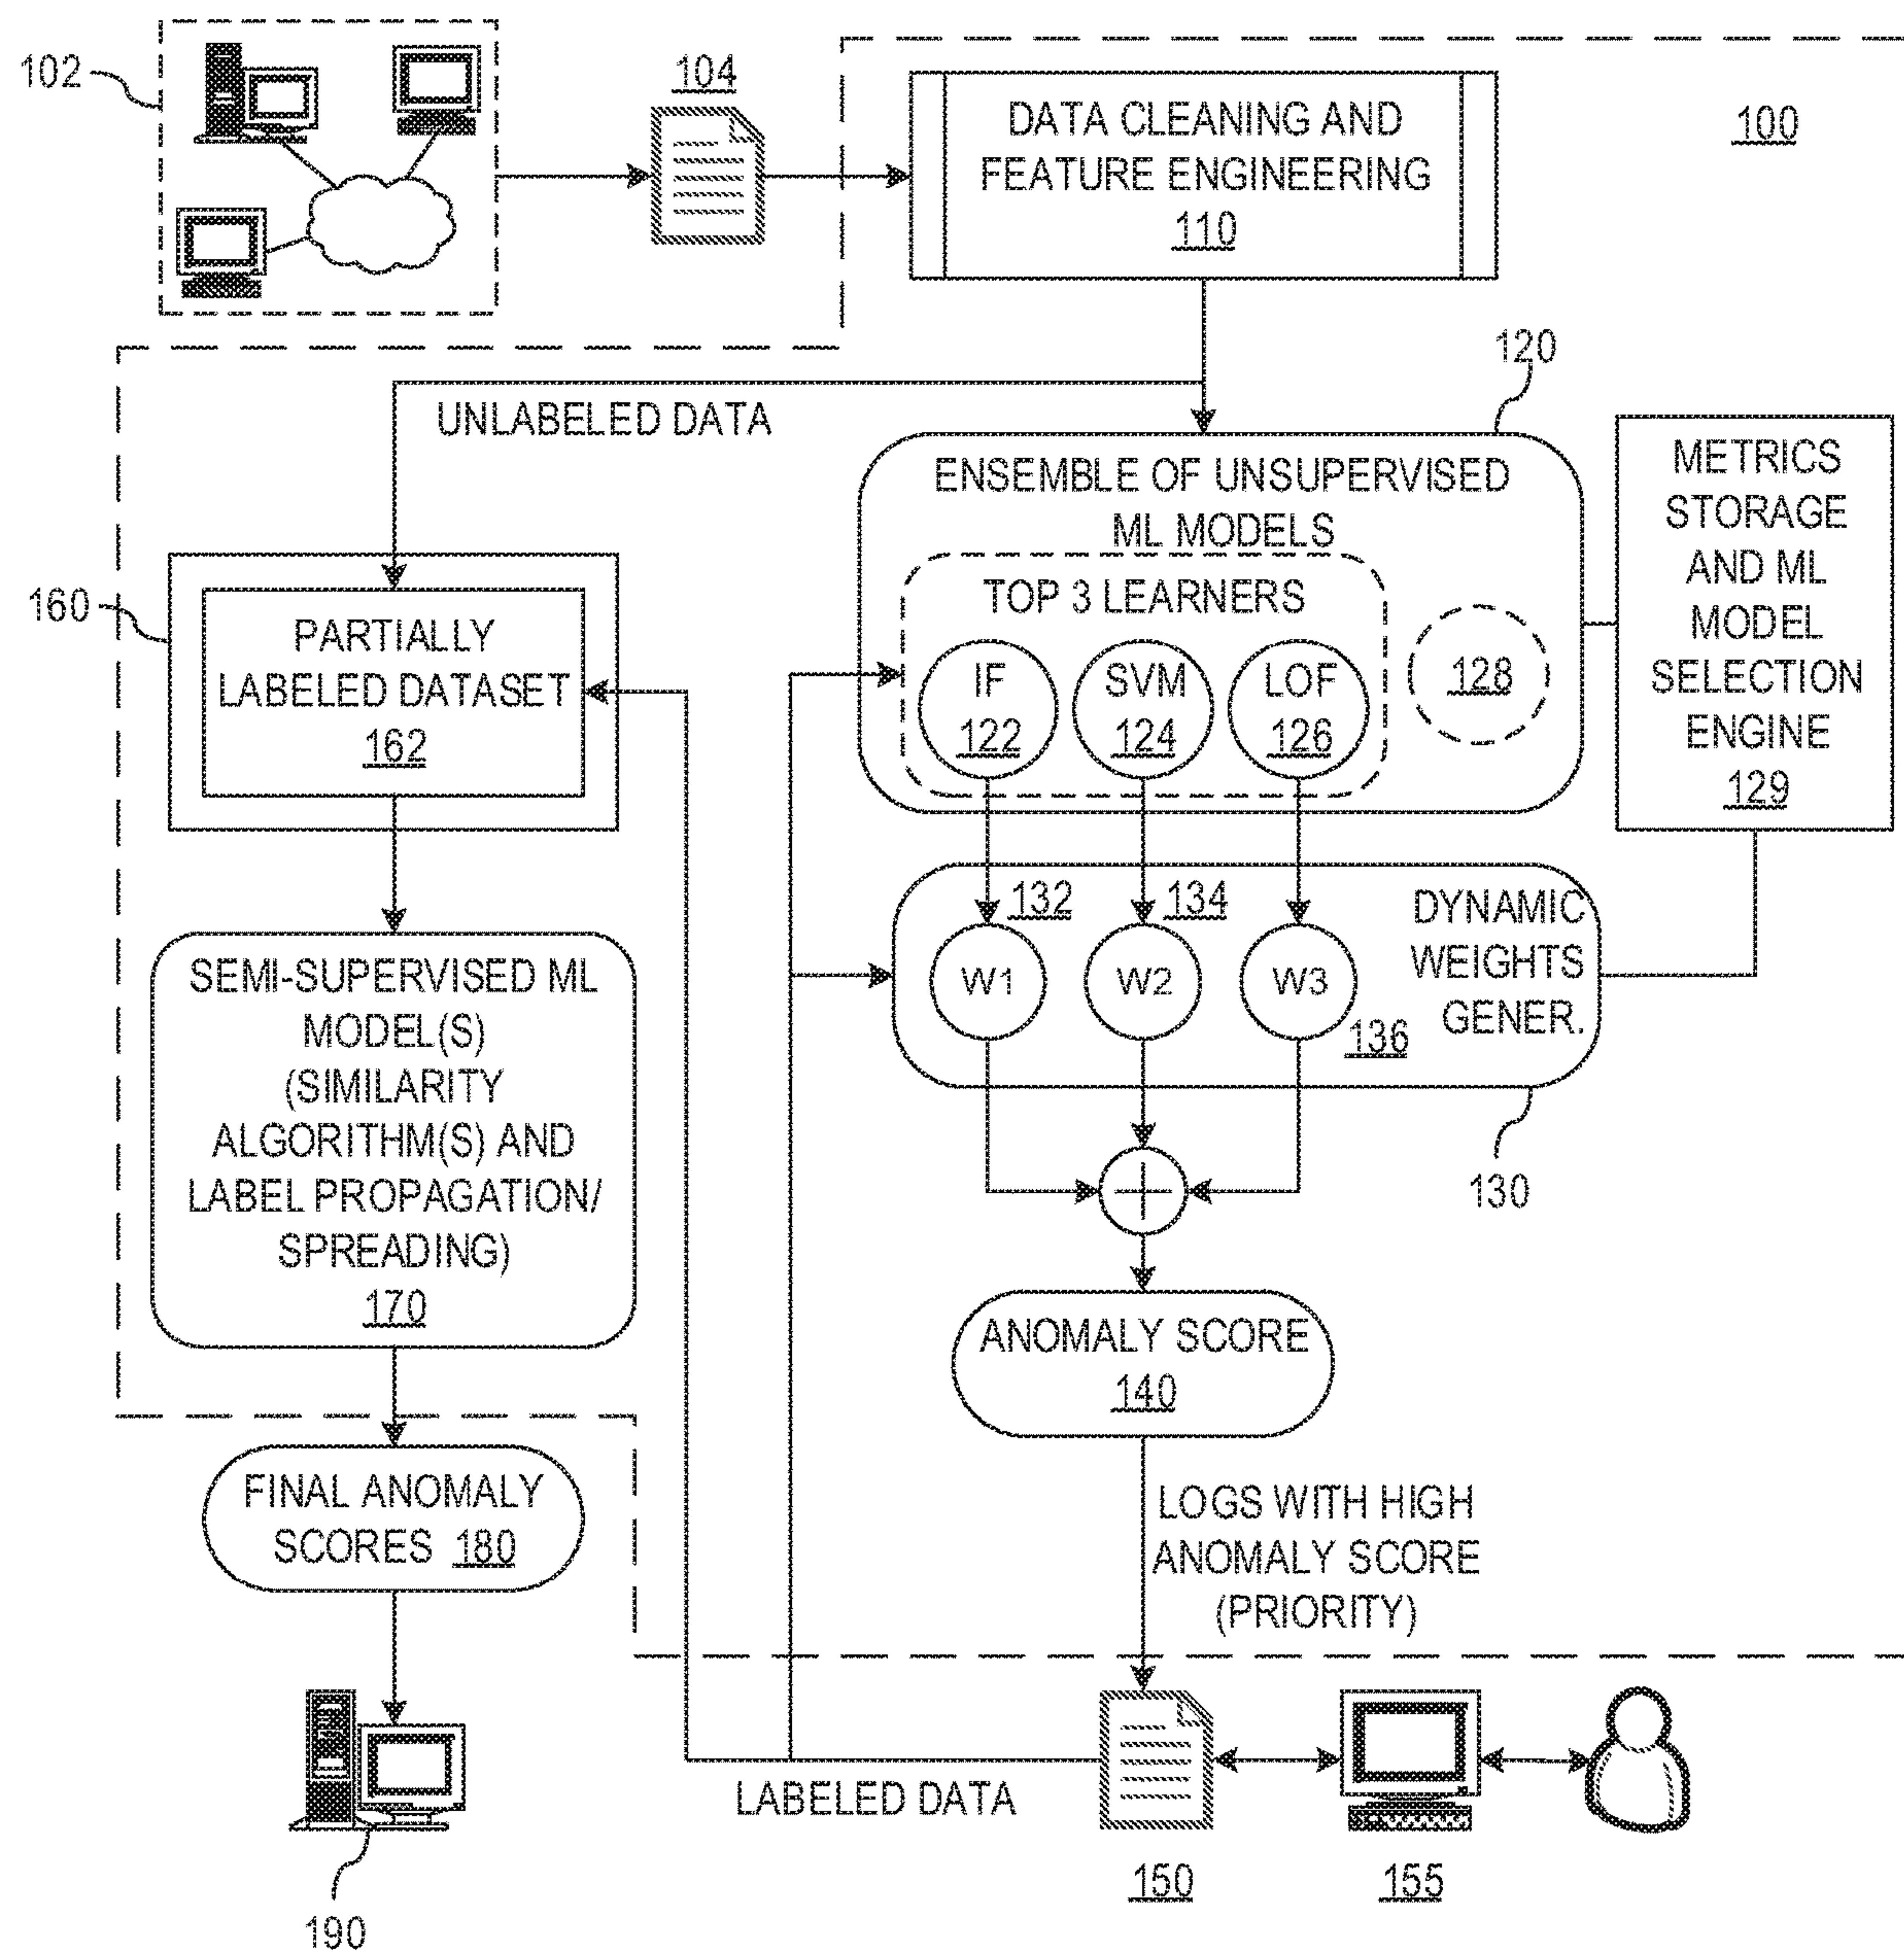 102
104
DATA CLEANING AND
FEATURE ENGINEERING
110
100
UNLABELED DATA
120
ENSEMBLE OF UNSUPERVISED
ML MODELS
TOP 3 LEARNERS
IF
122
SVM
124
LOF
126
128
METRICS
STORAGE
AND ML
MODEL
SELECTION
ENGINE
129
160
PARTIALLY
LABELED DATASET
162
132
134
W1
W2
W3
136
DYNAMIC
WEIGHTS
GENER.
130
SEMI-SUPERVISED ML
MODEL(S)
(SIMILARITY
ALGORITHM(S) AND
LABEL PROPAGATION/
SPREADING)
170
ANOMALY SCORE
140
FINAL ANOMALY
SCORES 180
LOGS WITH HIGH
ANOMALY SCORE
(PRIORITY)
LABELED DATA
190
150
155